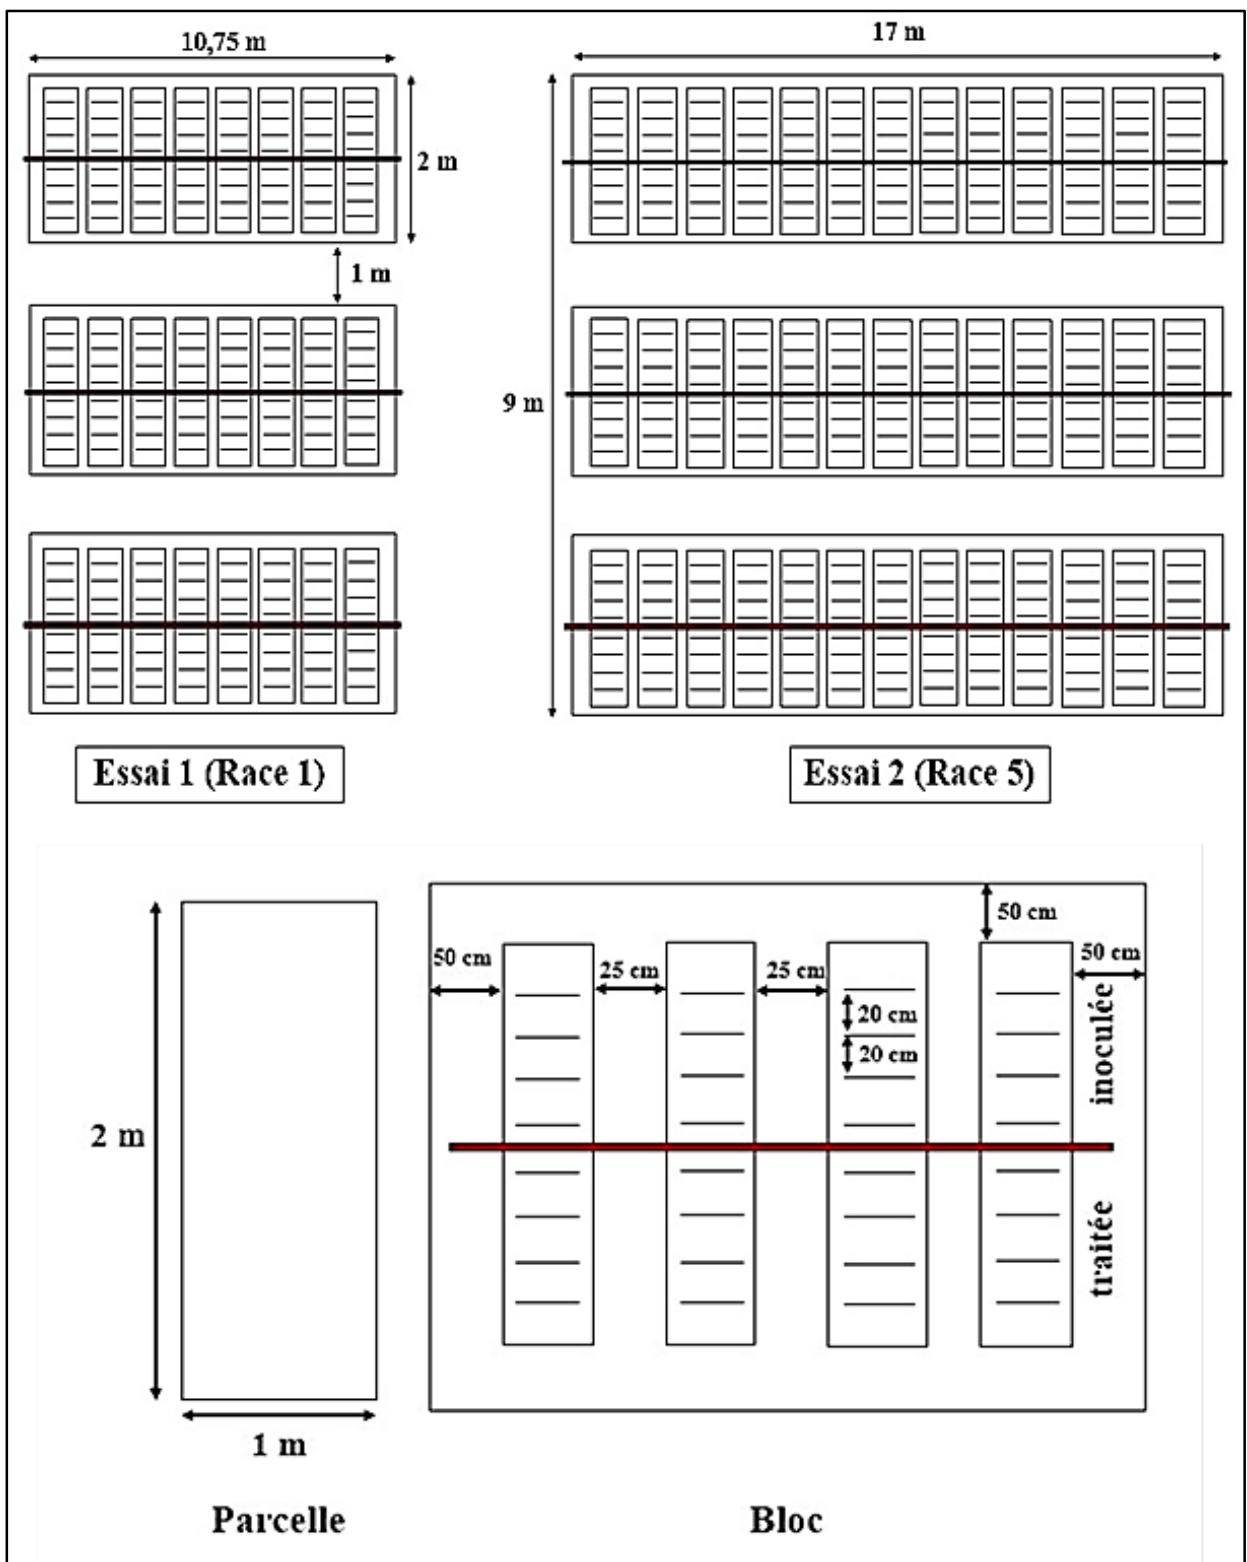 10,75 m
17 m
2 m
1 m
9 m
Essai 1 (Race 1)
Essai 2 (Race 5)
50 cm
50 cm
50 cm
25 cm
25 cm
20 cm
20 cm
inoculée
2 m
traitée
1 m
Parcelle
Bloc